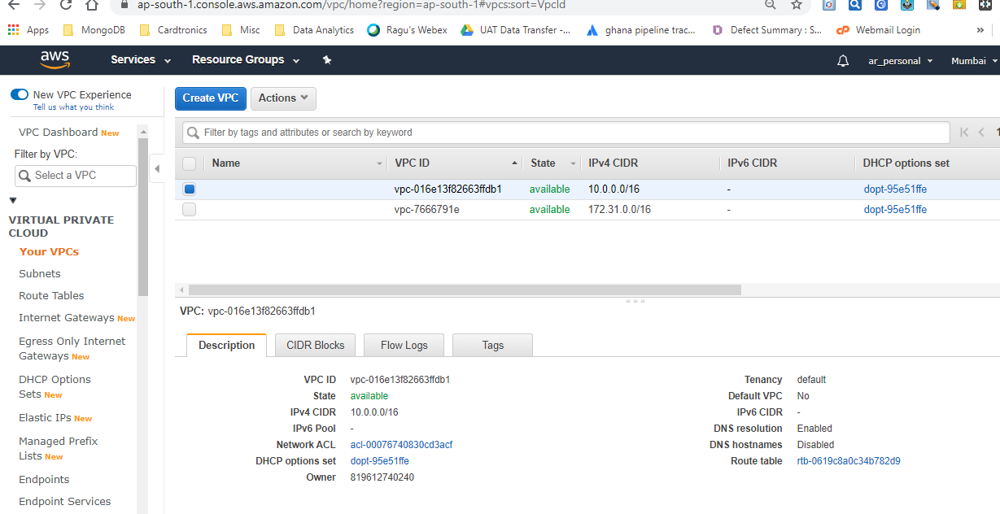 ap-south-1.console.aws.amazon.com/vpc/home?region=ap-south-1#vpcs:sort=VpcId
Apps MongoDB Cardtronics Misc Data Analytics Ragu's Webex UAT Data Transfer -... ghana pipeline trac... Defect Summary : S... cP Webmail Login »
aws Services Resource Groups ar_personal Mumbai
New VPC Experience
Tell us what you think
Create VPC Actions
VPC Dashboard New
Filter by VPC:
Select a VPC
VIRTUAL PRIVATE
CLOUD
Your VPCs
Subnets
Route Tables
Internet Gateways New
Egress Only Internet
Gateways New
DHCP Options
Sets New
Elastic IPs New
Managed Prefix
Lists New
Endpoints
Endpoint Services
Filter by tags and attributes or search by keyword 1
Name VPC ID State IPv4 CIDR IPv6 CIDR DHCP options set
vpc-016e13f82663ffdb1 available 10.0.0.0/16 - dopt-95e51ffe
vpc-7666791e available 172.31.0.0/16 - dopt-95e51ffe
VPC: vpc-016e13f82663ffdb1
Description CIDR Blocks Flow Logs Tags
VPC ID vpc-016e13f82663ffdb1
State available
IPv4 CIDR 10.0.0.0/16
IPv6 Pool -
Network ACL acl-00076740830cd3acf
DHCP options set dopt-95e51ffe
Owner 819612740240
Tenancy default
Default VPC No
IPv6 CIDR -
DNS resolution Enabled
DNS hostnames Disabled
Route table rtb-0619c8a0c34b782d9